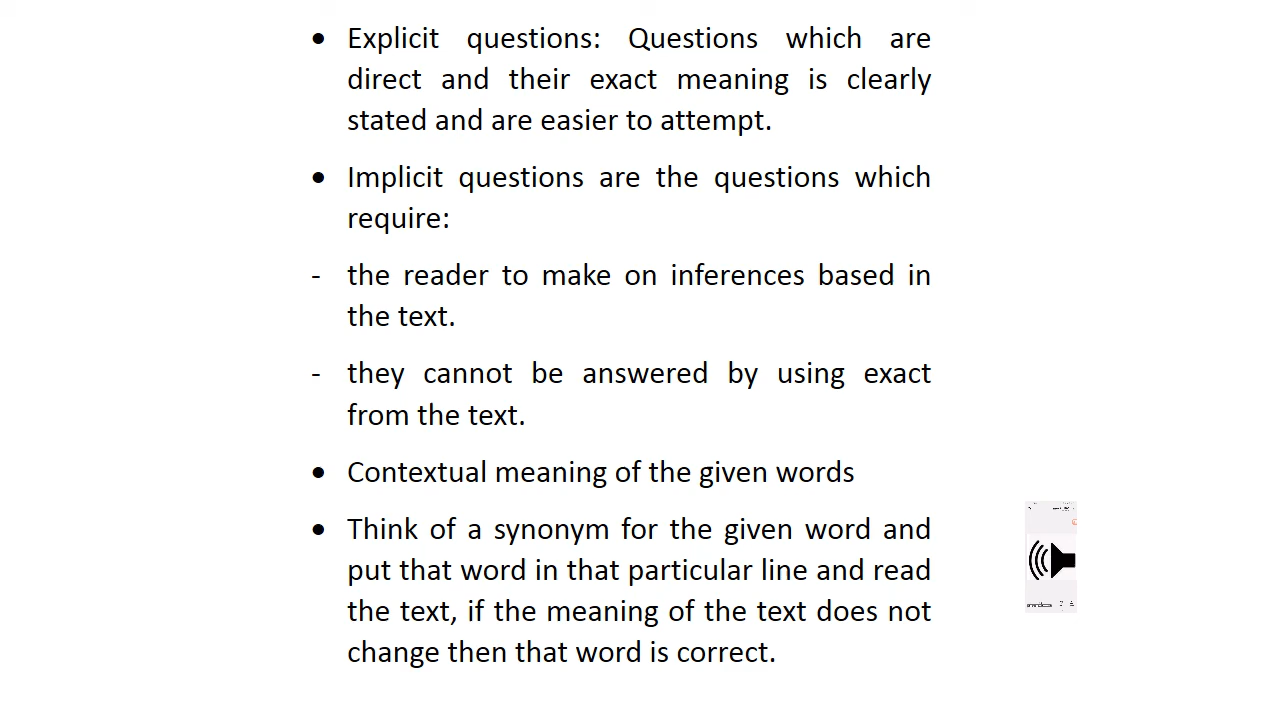 • Explicit questions: Questions which are
direct and their exact meaning is clearly
stated and are easier to attempt.
• Implicit questions are the questions which
require:
- the reader to make on inferences based in
the text.
- they cannot be answered by using exact
from the text.
• Contextual meaning of the given words
• Think of a synonym for the given word and
put that word in that particular line and read
the text, if the meaning of the text does not
change then that word is correct.